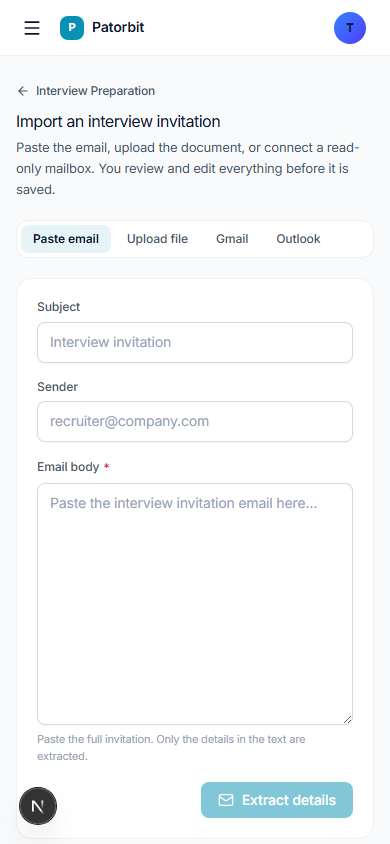 P Patorbit T
Interview Preparation
Import an interview invitation
Paste the email, upload the document, or connect a read-
only mailbox. You review and edit everything before it is
saved.
Paste email Upload file Gmail Outlook
Subject
Interview invitation
Sender
recruiter@company.com
Email body *
Paste the interview invitation email here...
Paste the full invitation. Only the details in the text are
extracted.
N Extract details